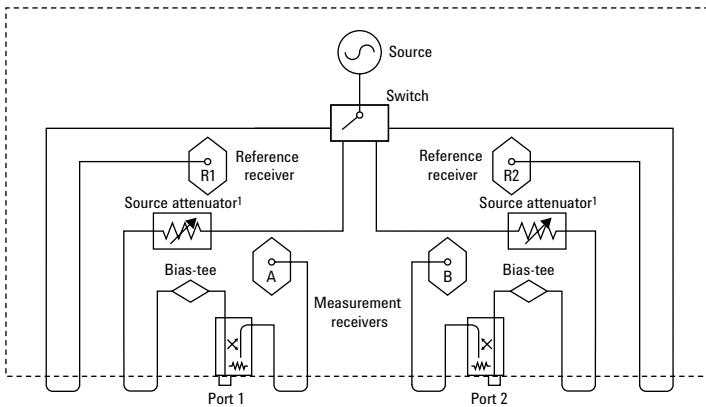 Source
Switch
R1
Reference
receiver
Reference
receiver
R2
Source attenuator1
Source attenuator1
Bias-tee
A
Measurement
receivers
B
Bias-tee
Port 1
Port 2